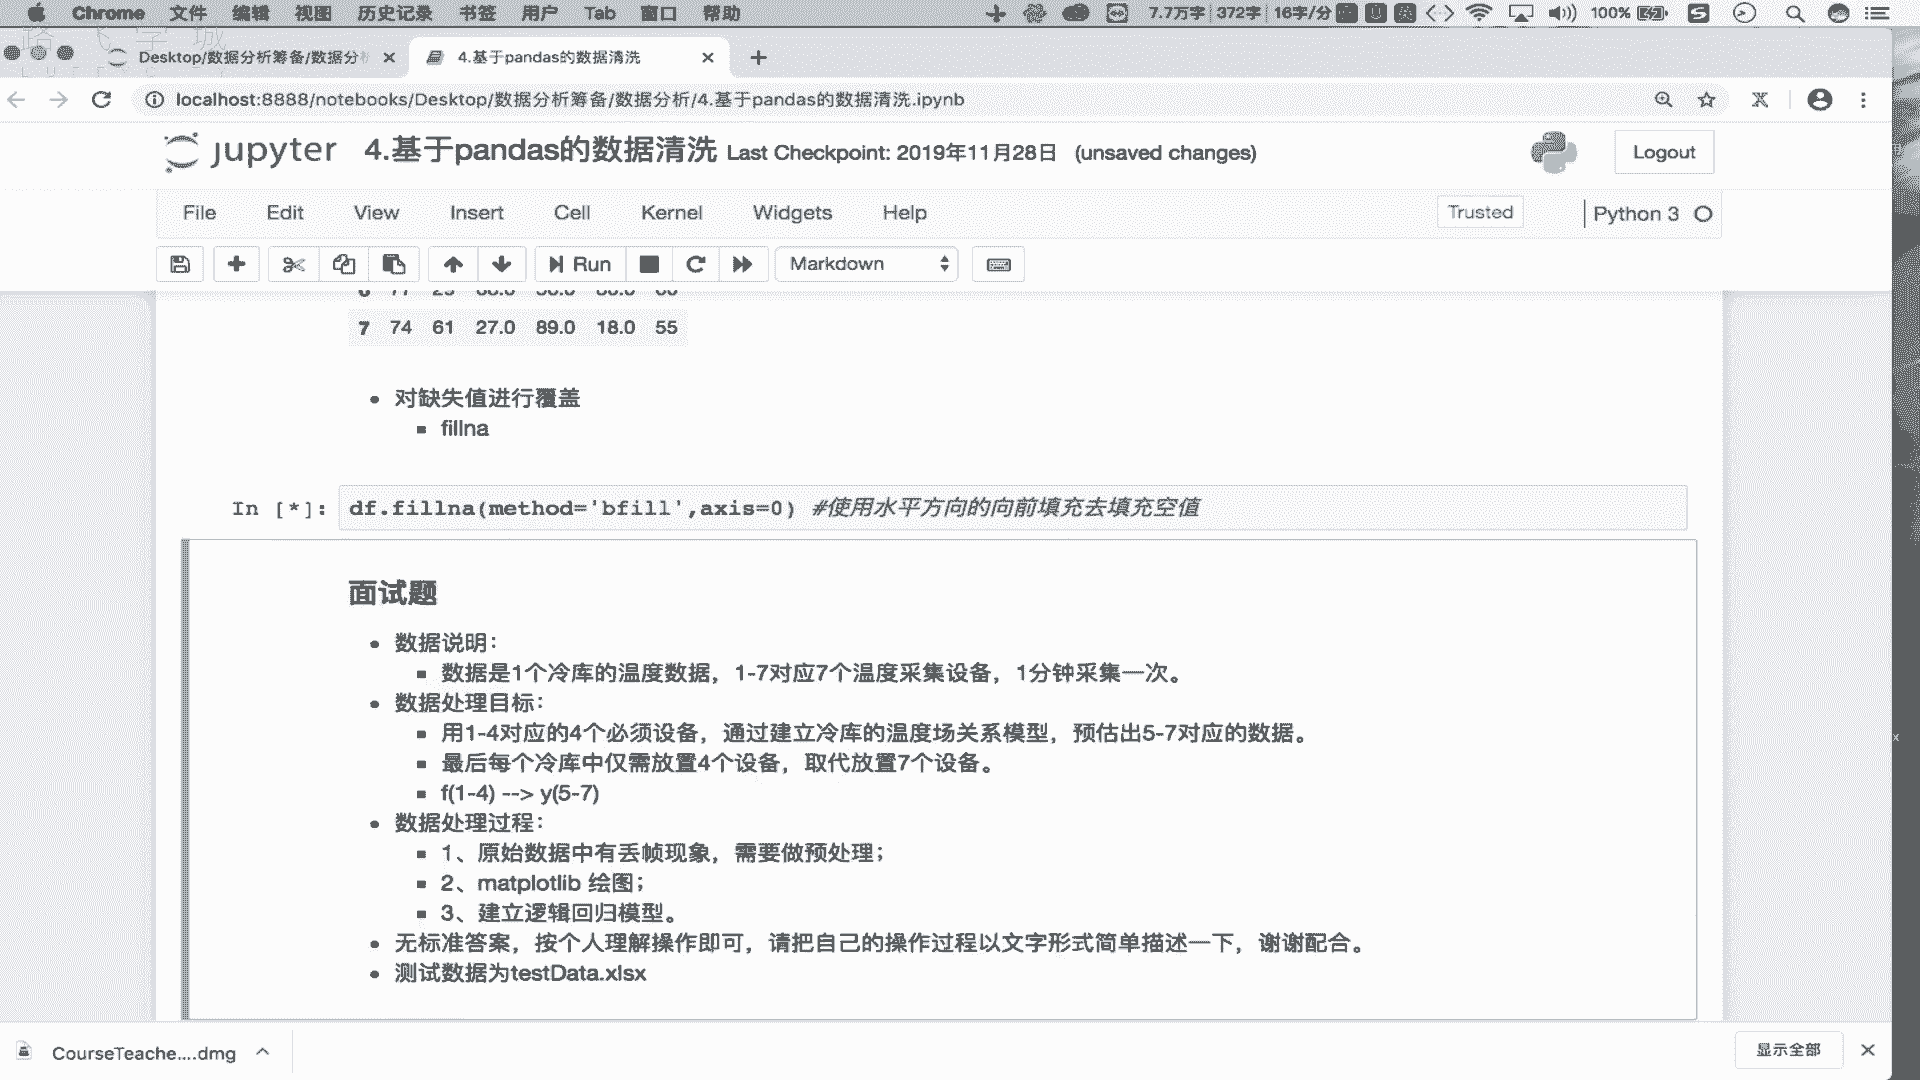 Chrome 文件 编辑 视图 历史记录 书签 用户 Tab 窗口 帮助 7.7万字 372字 16字/分 100%
Desktop/数据分析筹备/数据分 4.基于pandas的数据清洗
localhost:8888/notebooks/Desktop/数据分析筹备/数据分析/4.基于pandas的数据清洗.ipynb
jupyter 4.基于pandas的数据清洗 Last Checkpoint: 2019年11月28日 (unsaved changes) Logout
File Edit View Insert Cell Kernel Widgets Help Trusted Python 3
Run Markdown
7 74 61 27.0 89.0 18.0 55
对缺失值进行覆盖
fillna
In [*]: df.fillna(method='bfill',axis=0) #使用水平方向的向前填充去填充空值
面试题
数据说明：
数据是1个冷库的温度数据，1-7对应7个温度采集设备，1分钟采集一次。
数据处理目标：
用1-4对应的4个必须设备，通过建立冷库的温度场关系模型，预估出5-7对应的数据。
最后每个冷库中仅需放置4个设备，取代放置7个设备。
f(1-4) --> y(5-7)
数据处理过程：
1、原始数据中有丢帧现象，需要做预处理；
2、matplotlib 绘图；
3、建立逻辑回归模型。
无标准答案，按个人理解操作即可，请把自己的操作过程以文字形式简单描述一下，谢谢配合。
测试数据为testData.xlsx
CourseTeache....dmg 显示全部